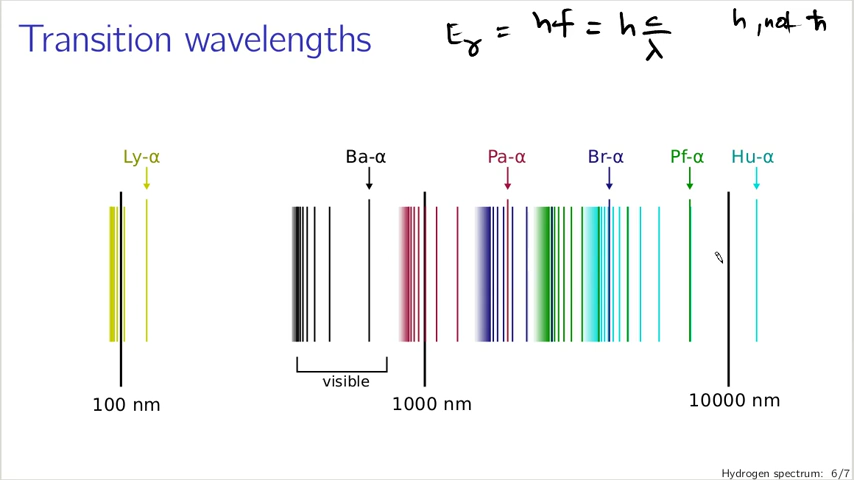 Transition wavelengths
Eγ = hf = h c/λ
h, not ħ
Ly-α Ba-α Pa-α Br-α Pf-α Hu-α
visible
100 nm 1000 nm 10000 nm
Hydrogen spectrum: 6/7